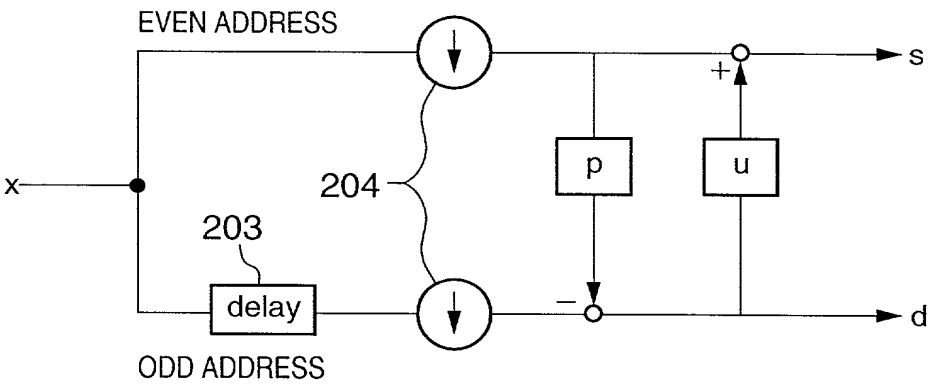 EVEN ADDRESS
↓
s
+
x
204
p
u
203
delay
↓
−
d
ODD ADDRESS